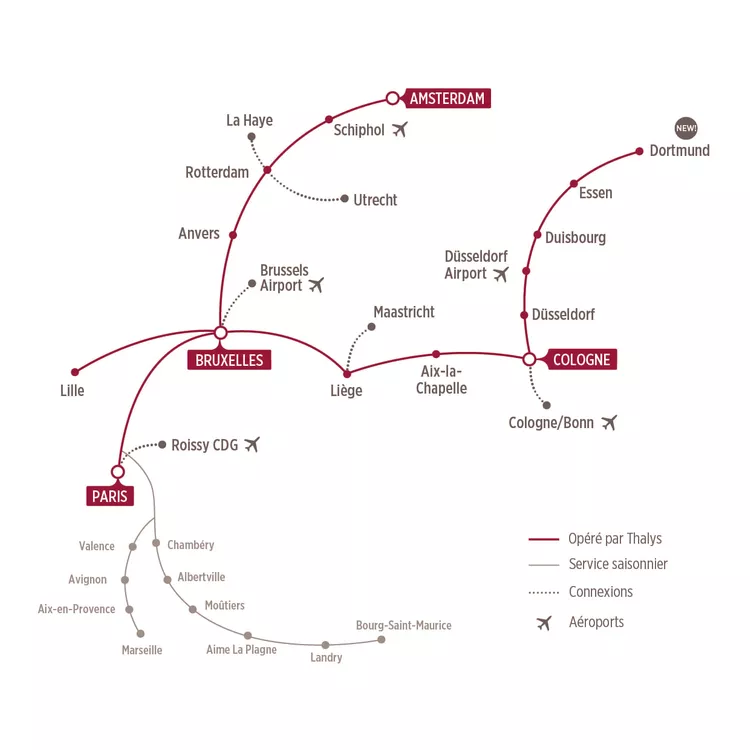 AMSTERDAM
La Haye
Schiphol
NEW!
Dortmund
Rotterdam
Utrecht
Essen
Anvers
Duisbourg
Brussels
Airport
Düsseldorf
Airport
Maastricht
Düsseldorf
BRUXELLES
COLOGNE
Lille
Liège
Aix-la-
Chapelle
Cologne/Bonn
Roissy CDG
PARIS
Valence
Chambéry
Avignon
Albertville
Aix-en-Provence
Moûtiers
Marseille
Aime La Plagne
Landry
Bourg-Saint-Maurice
Opéré par Thalys
Service saisonnier
Connexions
Aéroports